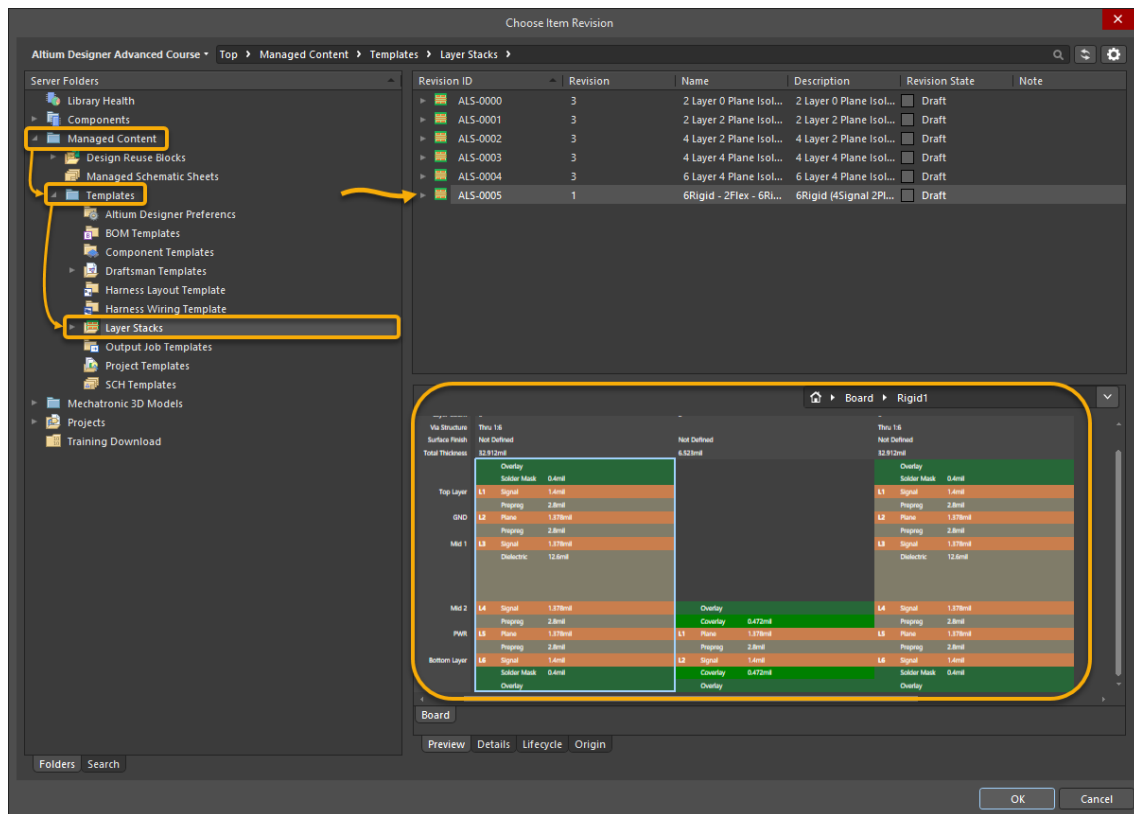 Choose Item Revision
Altium Designer Advanced Course Top Managed Content Templates Layer Stacks
Server Folders
Library Health
Components
Managed Content
Design Reuse Blocks
Managed Schematic Sheets
Templates
Altium Designer Preferencs
BOM Templates
Component Templates
Draftsman Templates
Harness Layout Template
Harness Wiring Template
Layer Stacks
Output Job Templates
Project Templates
SCH Templates
Mechatronic 3D Models
Projects
Training Download
Folders Search
Revision ID Revision Name Description Revision State Note
ALS-0000 3 2 Layer 0 Plane Isol... 2 Layer 0 Plane Isol... Draft
ALS-0001 3 2 Layer 2 Plane Isol... 2 Layer 2 Plane Isol... Draft
ALS-0002 3 4 Layer 2 Plane Isol... 4 Layer 2 Plane Isol... Draft
ALS-0003 3 4 Layer 4 Plane Isol... 4 Layer 4 Plane Isol... Draft
ALS-0004 3 6 Layer 4 Plane Isol... 6 Layer 4 Plane Isol... Draft
ALS-0005 1 6Rigid - 2Flex - 6Ri... 6Rigid (4Signal 2Pl... Draft
Board Rigid1
Via Structure Thru 1:6 Thru 1:6
Surface Finish Not Defined Not Defined Not Defined
Total Thickness 32.912mil 6.523mil 32.912mil
Overlay Overlay
Solder Mask 0.4mil Solder Mask 0.4mil
Top Layer L1 Signal 1.4mil L1 Signal 1.4mil
Prepreg 2.8mil Prepreg 2.8mil
GND L2 Plane 1.378mil L2 Plane 1.378mil
Prepreg 2.8mil Prepreg 2.8mil
Mid 1 L3 Signal 1.378mil L3 Signal 1.378mil
Dielectric 12.6mil Dielectric 12.6mil
Mid 2 L4 Signal 1.378mil Overlay L4 Signal 1.378mil
Prepreg 2.8mil Coverlay 0.472mil Prepreg 2.8mil
PWR L5 Plane 1.378mil L1 Plane 1.378mil L5 Plane 1.378mil
Prepreg 2.8mil Prepreg 2.8mil Prepreg 2.8mil
Bottom Layer L6 Signal 1.4mil L2 Signal 1.4mil L6 Signal 1.4mil
Solder Mask 0.4mil Coverlay 0.472mil Solder Mask 0.4mil
Overlay Overlay Overlay
Board
Preview Details Lifecycle Origin
OK Cancel